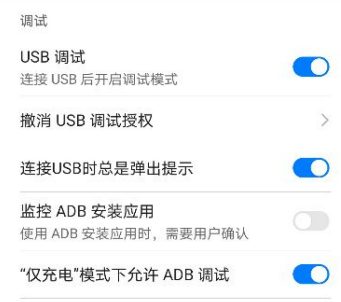 调试
USB 调试
连接 USB 后开启调试模式
撤消 USB 调试授权
连接USB时总是弹出提示
监控 ADB 安装应用
使用 ADB 安装应用时，需要用户确认
“仅充电”模式下允许 ADB 调试